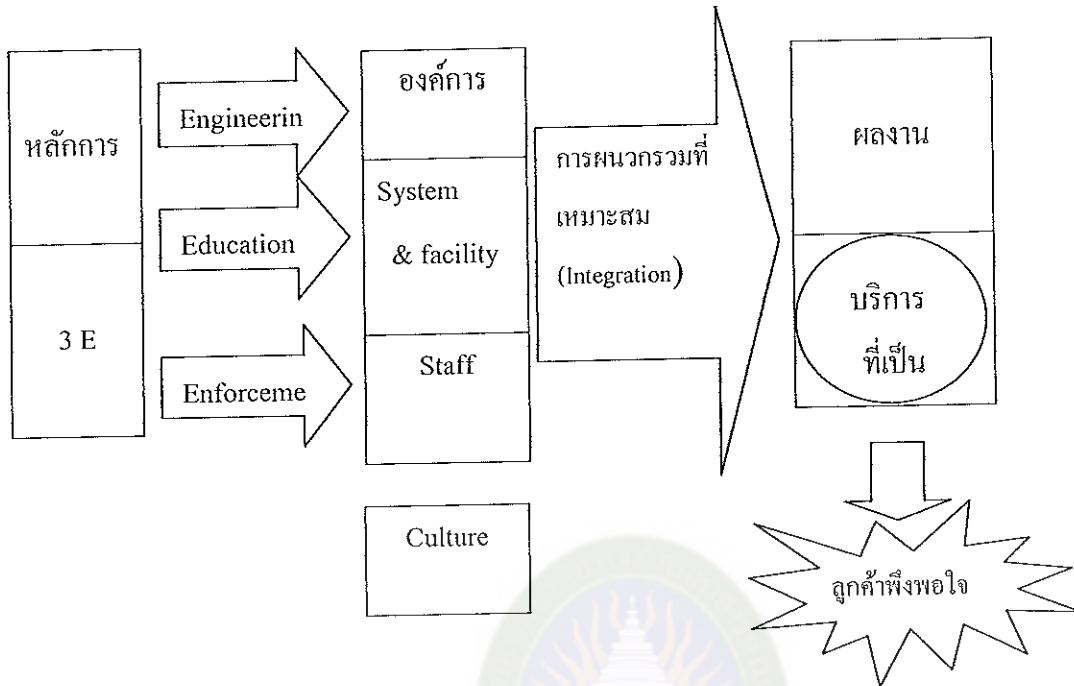 หลักการ
3 E
Engineerin
Education
Enforceme
องค์การ
System
& facility
Staff
Culture
การผนวกรวมที่
เหมาะสม
(Integration)
ผลงาน
บริการ
ที่เป็น
ลูกค้าพึงพอใจ